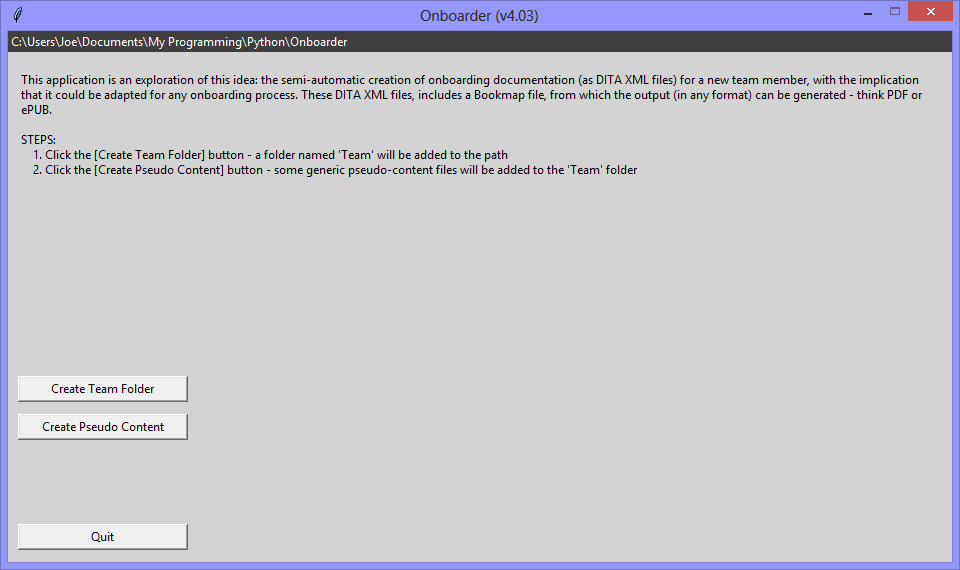 Onboarder (v4.03)
C:\Users\Joe\Documents\My Programming\Python\Onboarder
This application is an exploration of this idea: the semi-automatic creation of onboarding documentation (as DITA XML files) for a new team member, with the implication
that it could be adapted for any onboarding process. These DITA XML files, includes a Bookmap file, from which the output (in any format) can be generated - think PDF or
ePUB.
STEPS:
1. Click the [Create Team Folder] button - a folder named 'Team' will be added to the path
2. Click the [Create Pseudo Content] button - some generic pseudo-content files will be added to the 'Team' folder
Create Team Folder
Create Pseudo Content
Quit